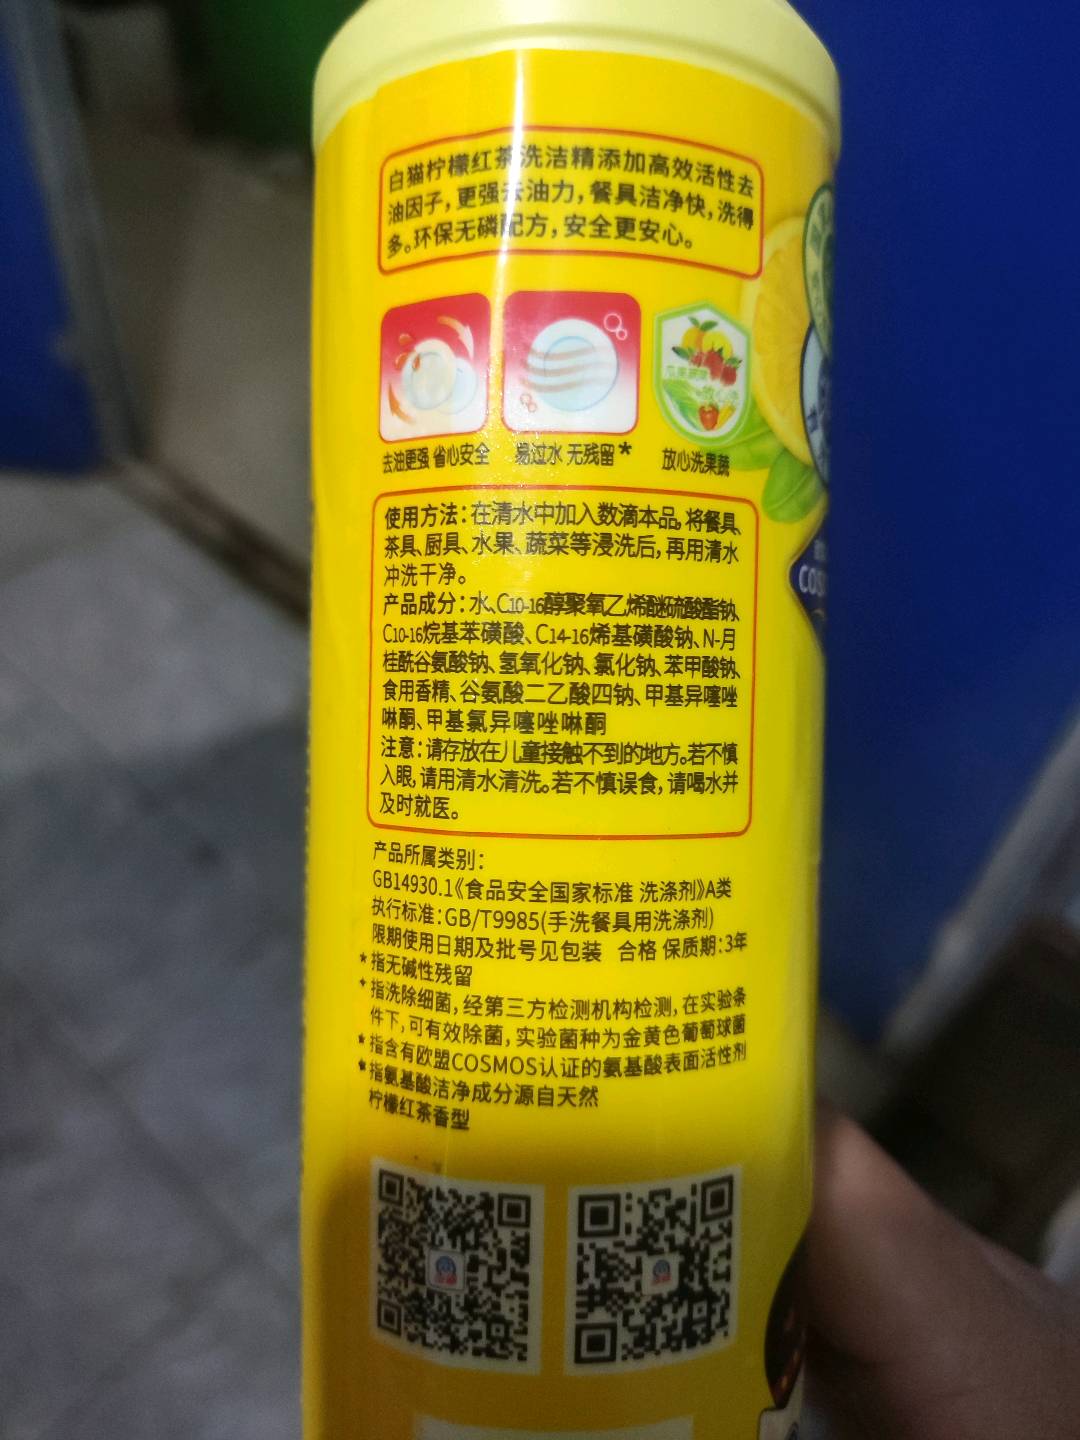 白猫柠檬红茶洗洁精添加高效活性去
油因子，更强去油力，餐具洁净快，洗得
多。环保无磷配方，安全更安心。
去油更强 省心安全
易过水 无残留*
放心洗果蔬
使用方法：在清水中加入数滴本品，将餐具、
茶具、厨具、水果、蔬菜等浸洗后，再用清水
冲洗干净。
产品成分：水、C10-16醇聚氧乙烯醚硫酸酯钠、
C10-16烷基苯磺酸、C14-16烯基磺酸钠、N-月
桂酰谷氨酸钠、氢氧化钠、氯化钠、苯甲酸钠、
食用香精、谷氨酸二乙酸四钠、甲基异噻唑
啉酮、甲基氯异噻唑啉酮
注意：请存放在儿童接触不到的地方。若不慎
入眼，请用清水清洗。若不慎误食，请喝水并
及时就医。
产品所属类别：
GB14930.1《食品安全国家标准 洗涤剂》A类
执行标准：GB/T9985(手洗餐具用洗涤剂)
限期使用日期及批号见包装 合格 保质期：3年
*指无碱性残留
+指洗除细菌，经第三方检测机构检测，在实验条
件下，可有效除菌，实验菌种为金黄色葡萄球菌
*指含有欧盟COSMOS认证的氨基酸表面活性剂
*指氨基酸洁净成分源自天然
柠檬红茶香型
COS